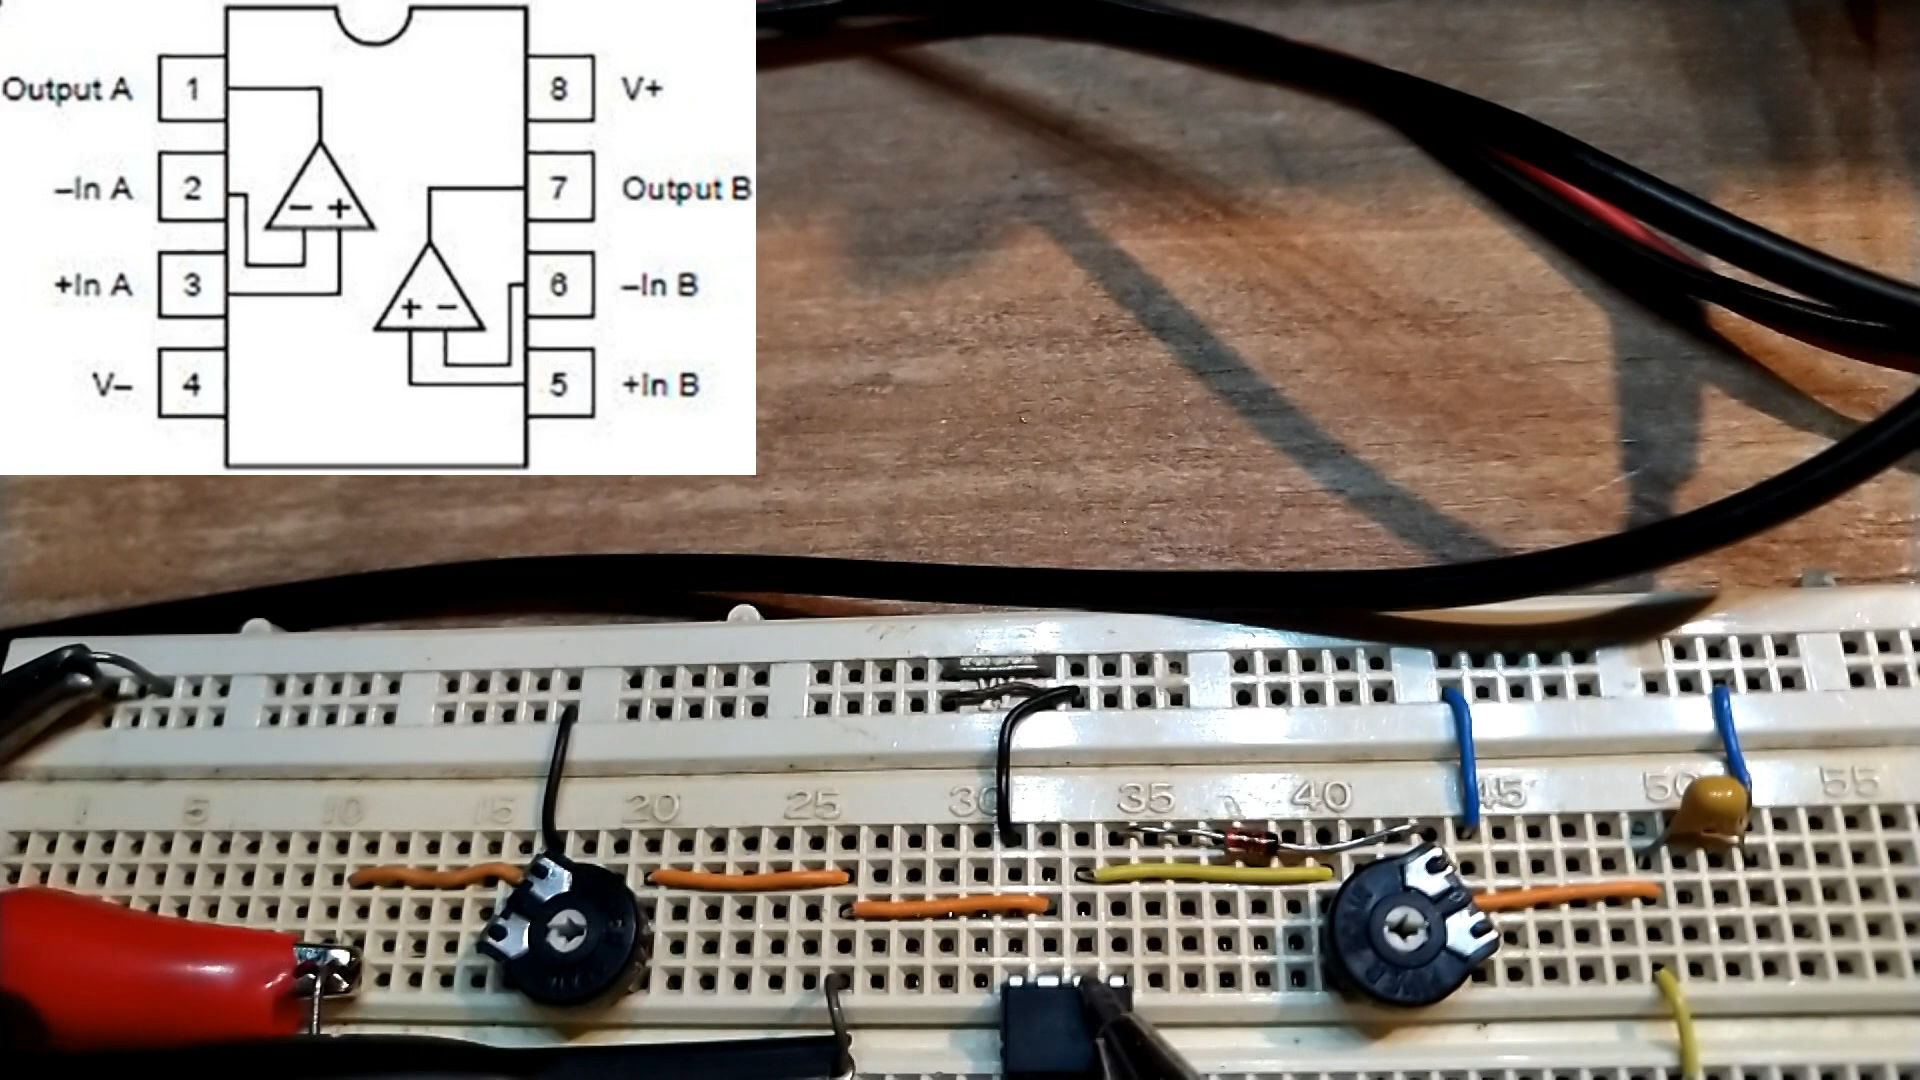 Output A 1 8 V+
–In A 2 – + 7 Output B
+In A 3 + – 6 –In B
V– 4 5 +In B
1 5 10 15 20 25 30 35 40 45 50 55